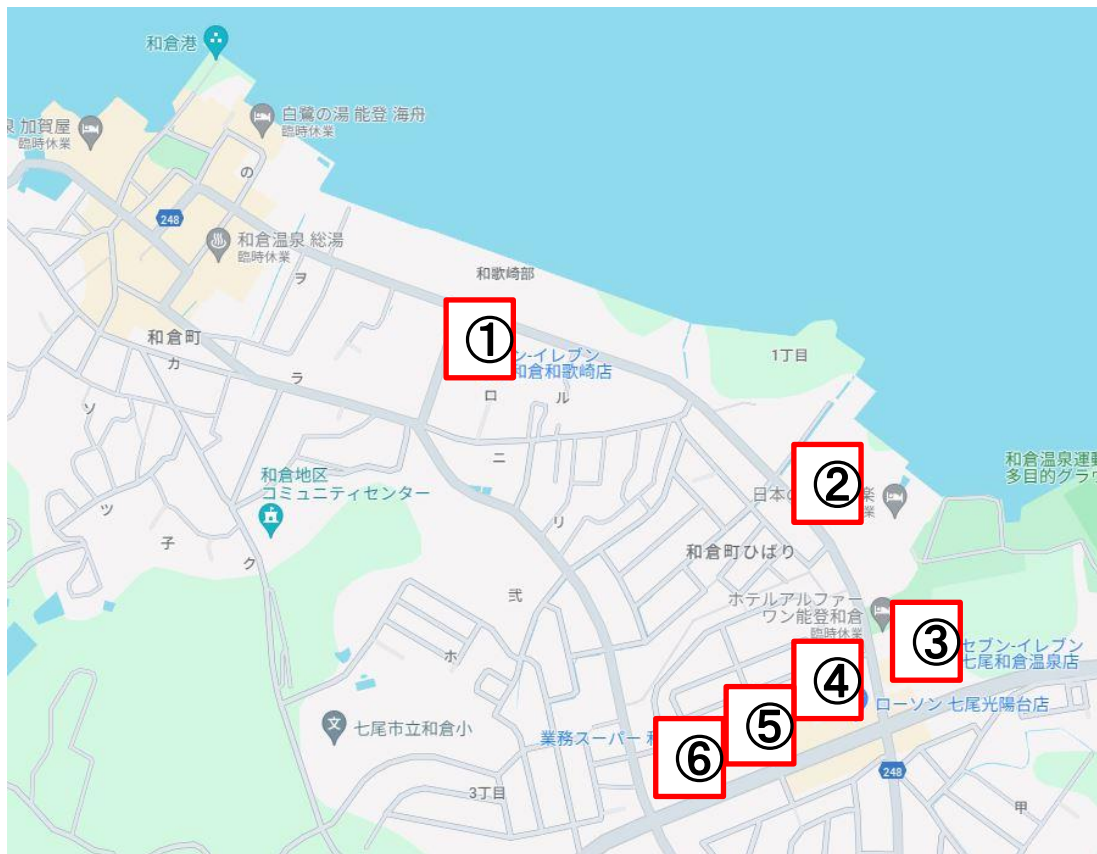 和倉港
白鷺の湯 能登 海舟
臨時休業
加賀屋
臨時休業
の
248
和倉温泉 総湯
臨時休業
ヲ
和歌崎部
①
和倉町
カ
ラ
ン-イレブン
和倉和歌崎店
1丁目
ロ
ル
ソ
ニ
②
和倉温泉運動
多目的グラウ
和倉地区
コミュニティセンター
日本の
業
ツ
リ
子
ク
和倉町ひばり
弐
ホテルアルファー
ワン能登和倉
臨時休業
③
セブン-イレブン
七尾和倉温泉店
ホ
④
ローソン 七尾光陽台店
⑤
七尾市立和倉小
業務スーパー
⑥
248
3丁目
甲